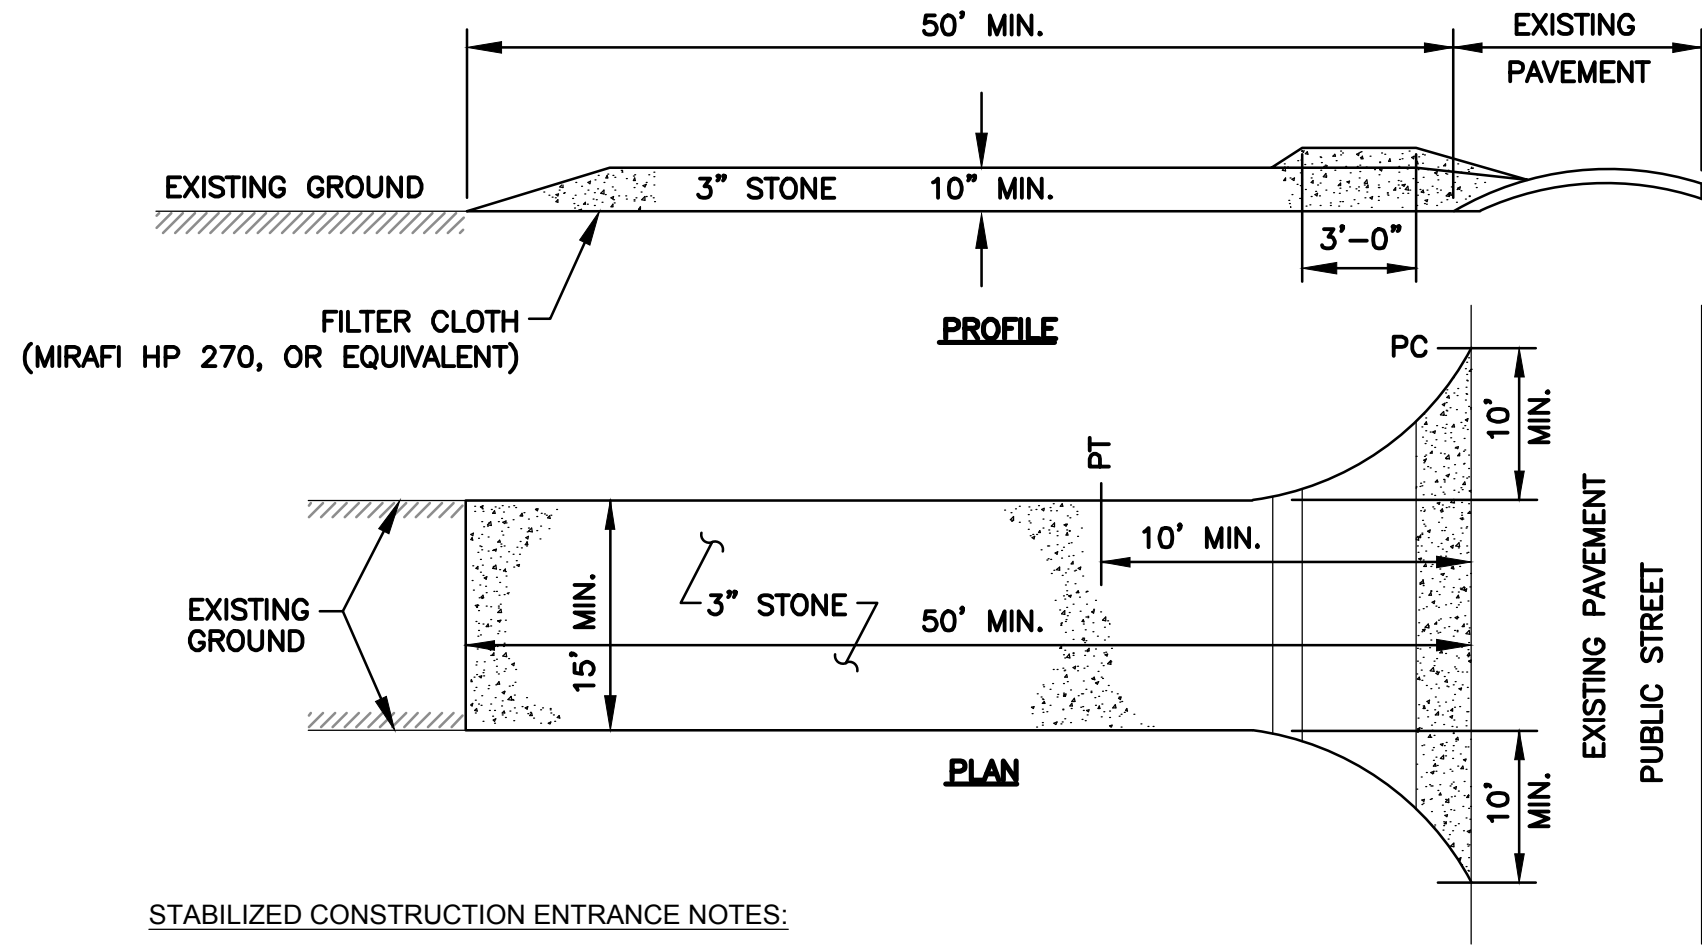 50' MIN.
EXISTING
PAVEMENT
EXISTING GROUND
3" STONE
10" MIN.
3'-0"
FILTER CLOTH
(MIRAFI HP 270, OR EQUIVALENT)
PROFILE
PC
10'
MIN.
PT
10' MIN.
EXISTING
GROUND
15' MIN.
3" STONE
50' MIN.
EXISTING PAVEMENT
PUBLIC STREET
PLAN
10'
MIN.
STABILIZED CONSTRUCTION ENTRANCE NOTES: